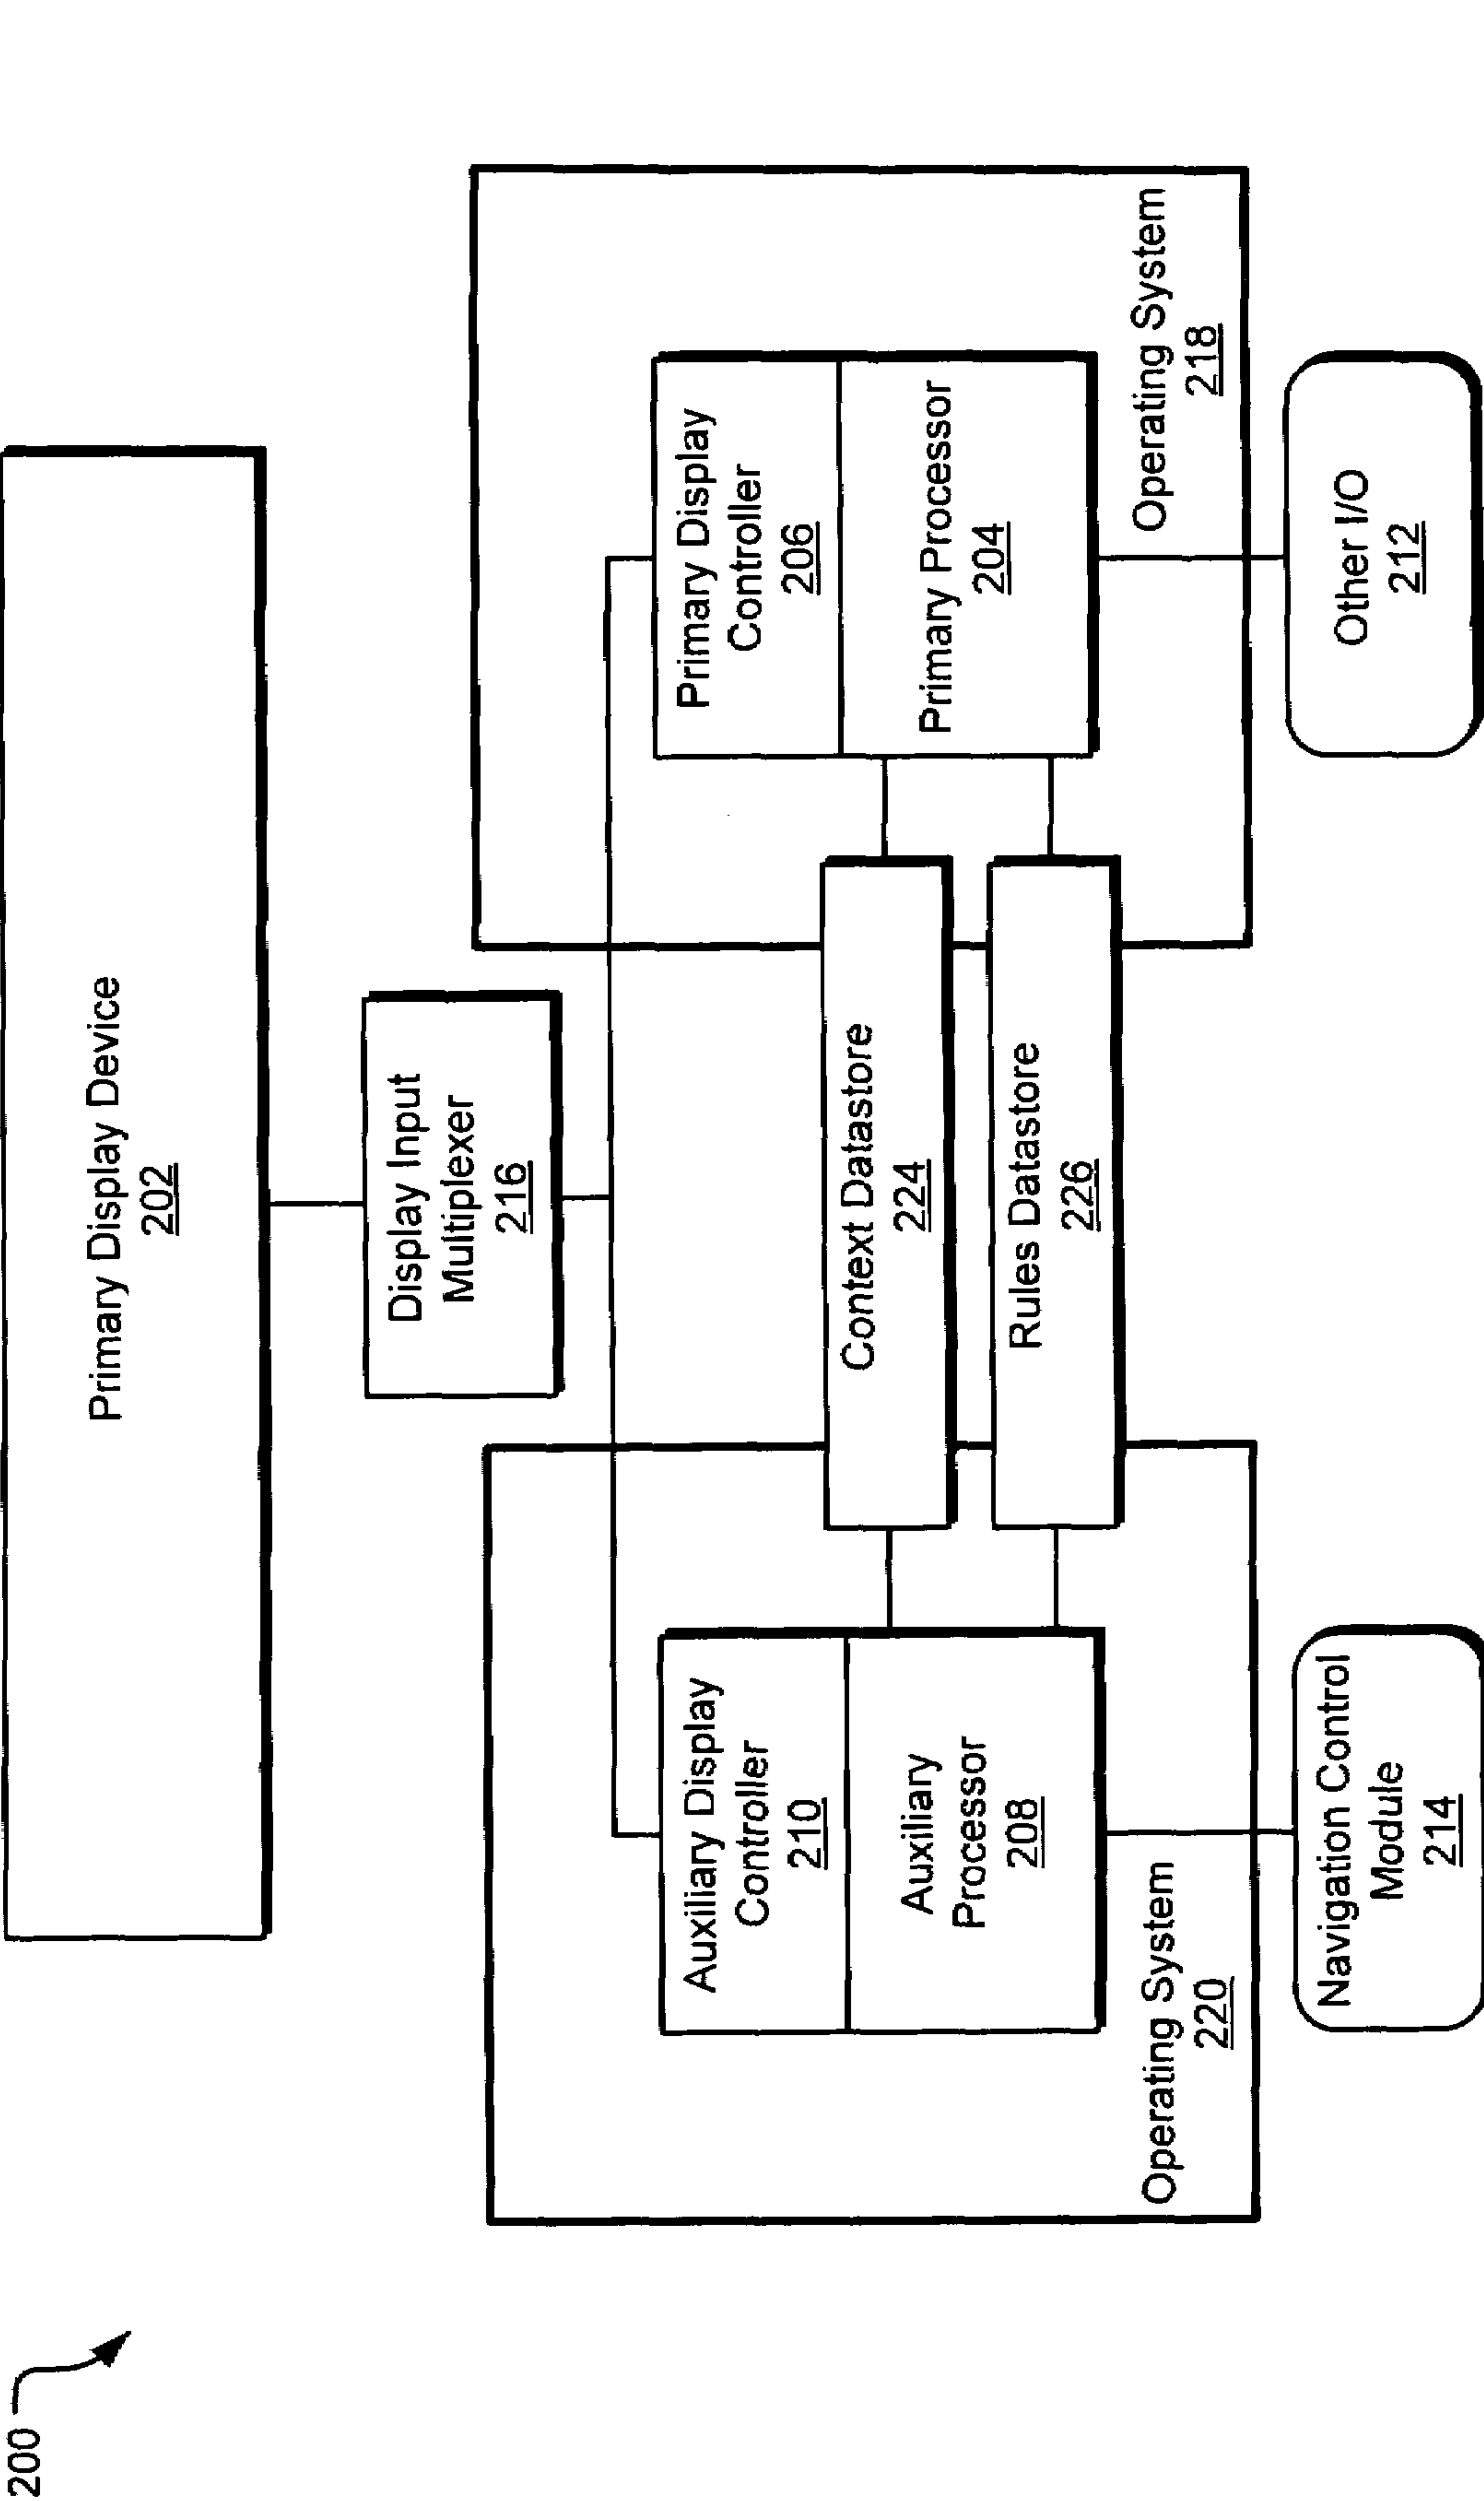 200
Primary Display Device
202
Display Input
Multiplexer
216
Auxiliary Display
Controller
210
Auxiliary
Processor
208
Operating System
220
Context Datastore
224
Rules Datastore
226
Primary Display
Controller
206
Primary Processor
204
Operating System
218
Navigation Control
Module
214
Other I/O
212